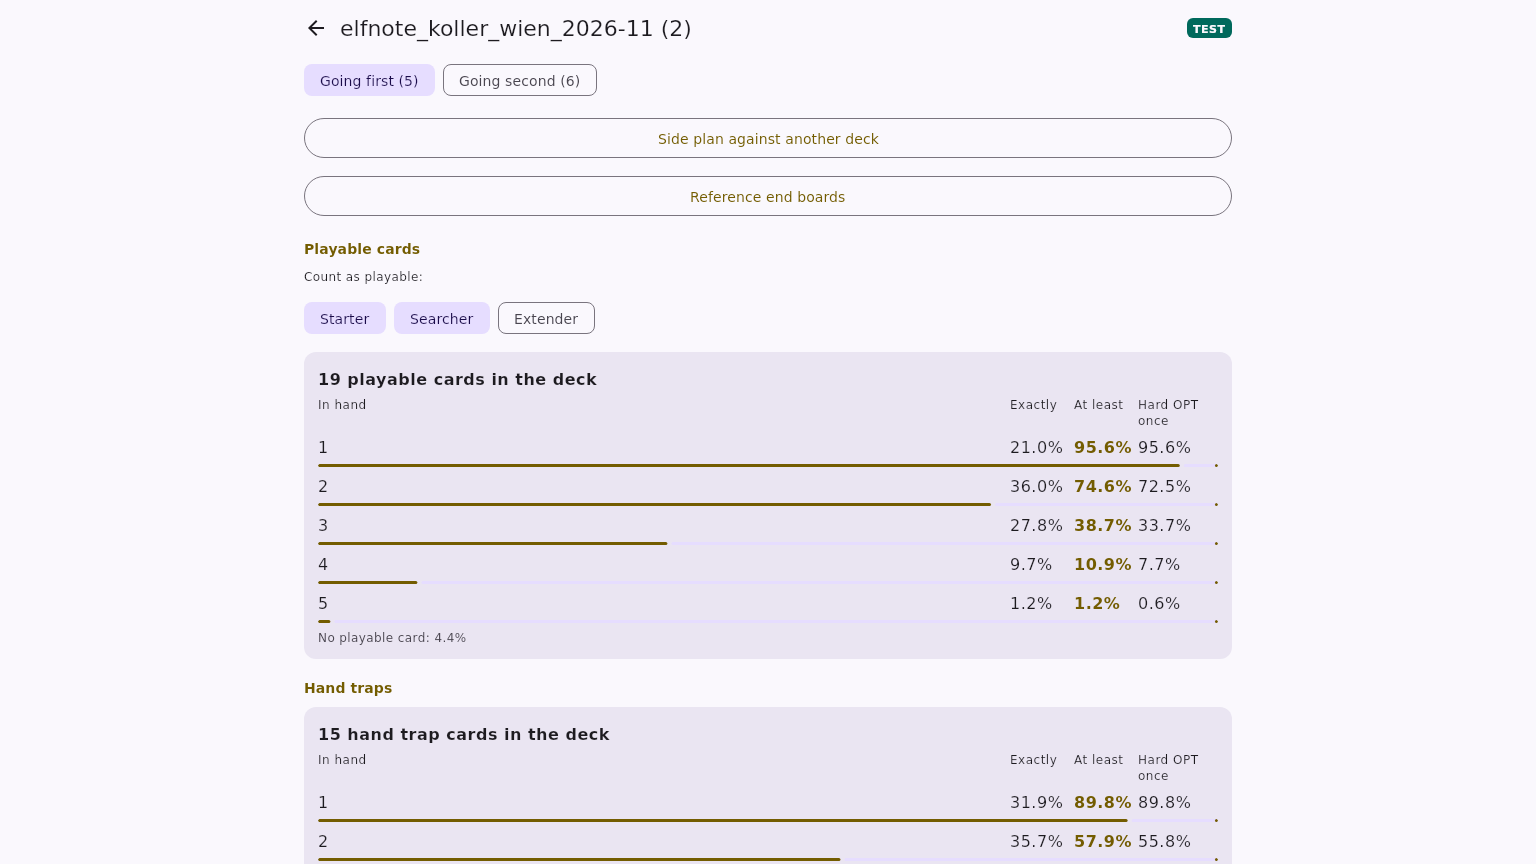 elfnote_koller_wien_2026-11 (2)
TEST
Going first (5)
Going second (6)
Side plan against another deck
Reference end boards
Playable cards
Count as playable:
Starter
Searcher
Extender
19 playable cards in the deck
In hand Exactly At least Hard OPT once
1 21.0% 95.6% 95.6%
2 36.0% 74.6% 72.5%
3 27.8% 38.7% 33.7%
4 9.7% 10.9% 7.7%
5 1.2% 1.2% 0.6%
No playable card: 4.4%
Hand traps
15 hand trap cards in the deck
In hand Exactly At least Hard OPT once
1 31.9% 89.8% 89.8%
2 35.7% 57.9% 55.8%